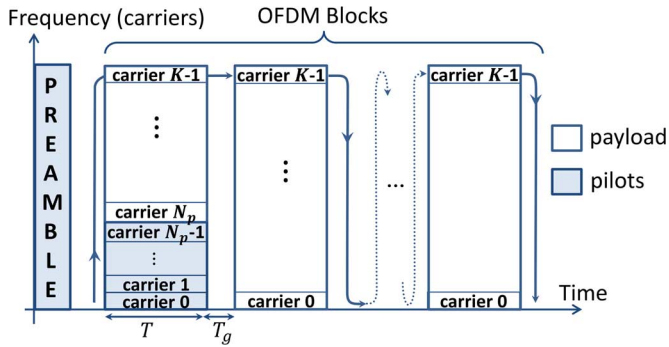 Frequency (carriers)
OFDM Blocks
PREAMBLE
carrier K-1
carrier K-1
carrier K-1
⋮
⋮
...
carrier N_p
carrier N_p-1
⋮
carrier 1
carrier 0
carrier 0
carrier 0
payload
pilots
Time
T
T_g